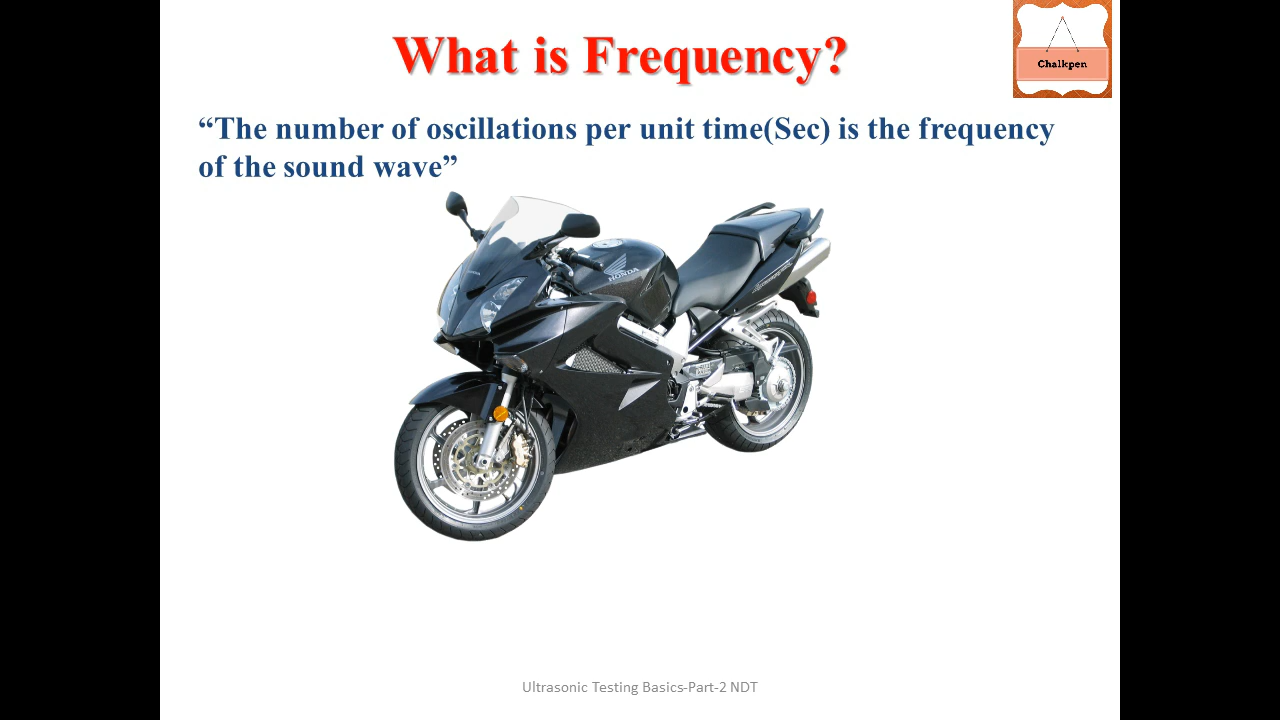 What is Frequency?
Chalkpen
“The number of oscillations per unit time(Sec) is the frequency
of the sound wave”
HONDA
Ultrasonic Testing Basics-Part-2 NDT